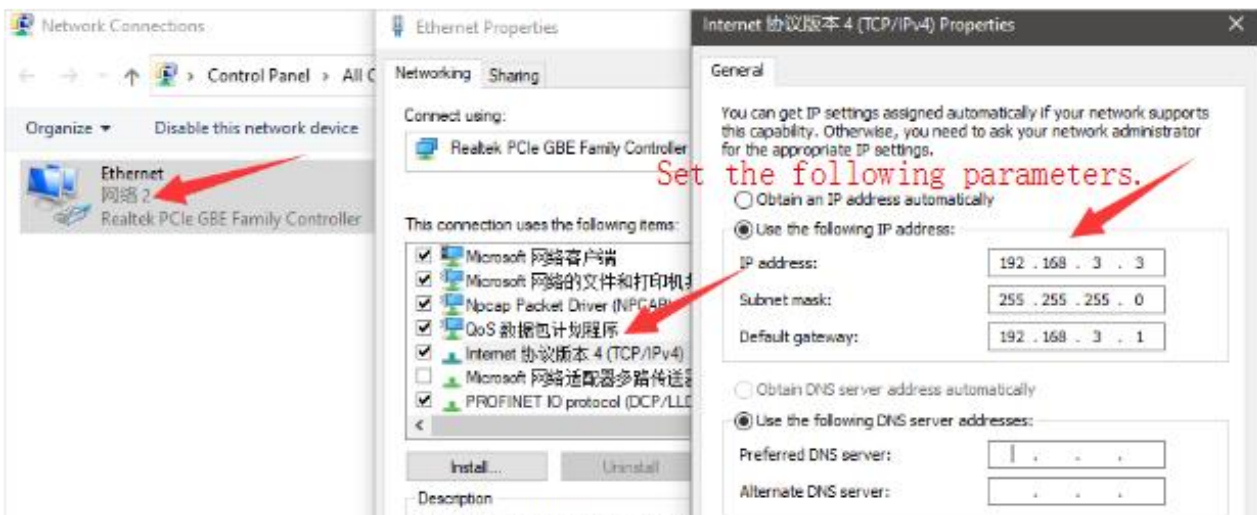 Network Connections
Control Panel › All C
Organize
Disable this network device
Ethernet
网络 2
Realtek PCIe GBE Family Controller
Ethernet Properties
Networking
Sharing
Connect using:
Realtek PCIe GBE Family Controller
This connection uses the following items:
Microsoft 网络客户端
Microsoft 网络的文件和打印机
Npcap Packet Driver (NPCAP)
QoS 数据包计划程序
Internet 协议版本 4 (TCP/IPv4)
Microsoft 网络适配器多路传送器
PROFINET IO protocol (DCP/LLD
Install...
Uninstall
Description
Internet 协议版本 4 (TCP/IPv4) Properties
General
You can get IP settings assigned automatically if your network supports
this capability. Otherwise, you need to ask your network administrator
for the appropriate IP settings.
Set the following parameters.
Obtain an IP address automatically
Use the following IP address:
IP address:
192 . 168 . 3 . 3
Subnet mask:
255 . 255 . 255 . 0
Default gateway:
192 . 168 . 3 . 1
Obtain DNS server address automatically
Use the following DNS server addresses:
Preferred DNS server:
Alternate DNS server: